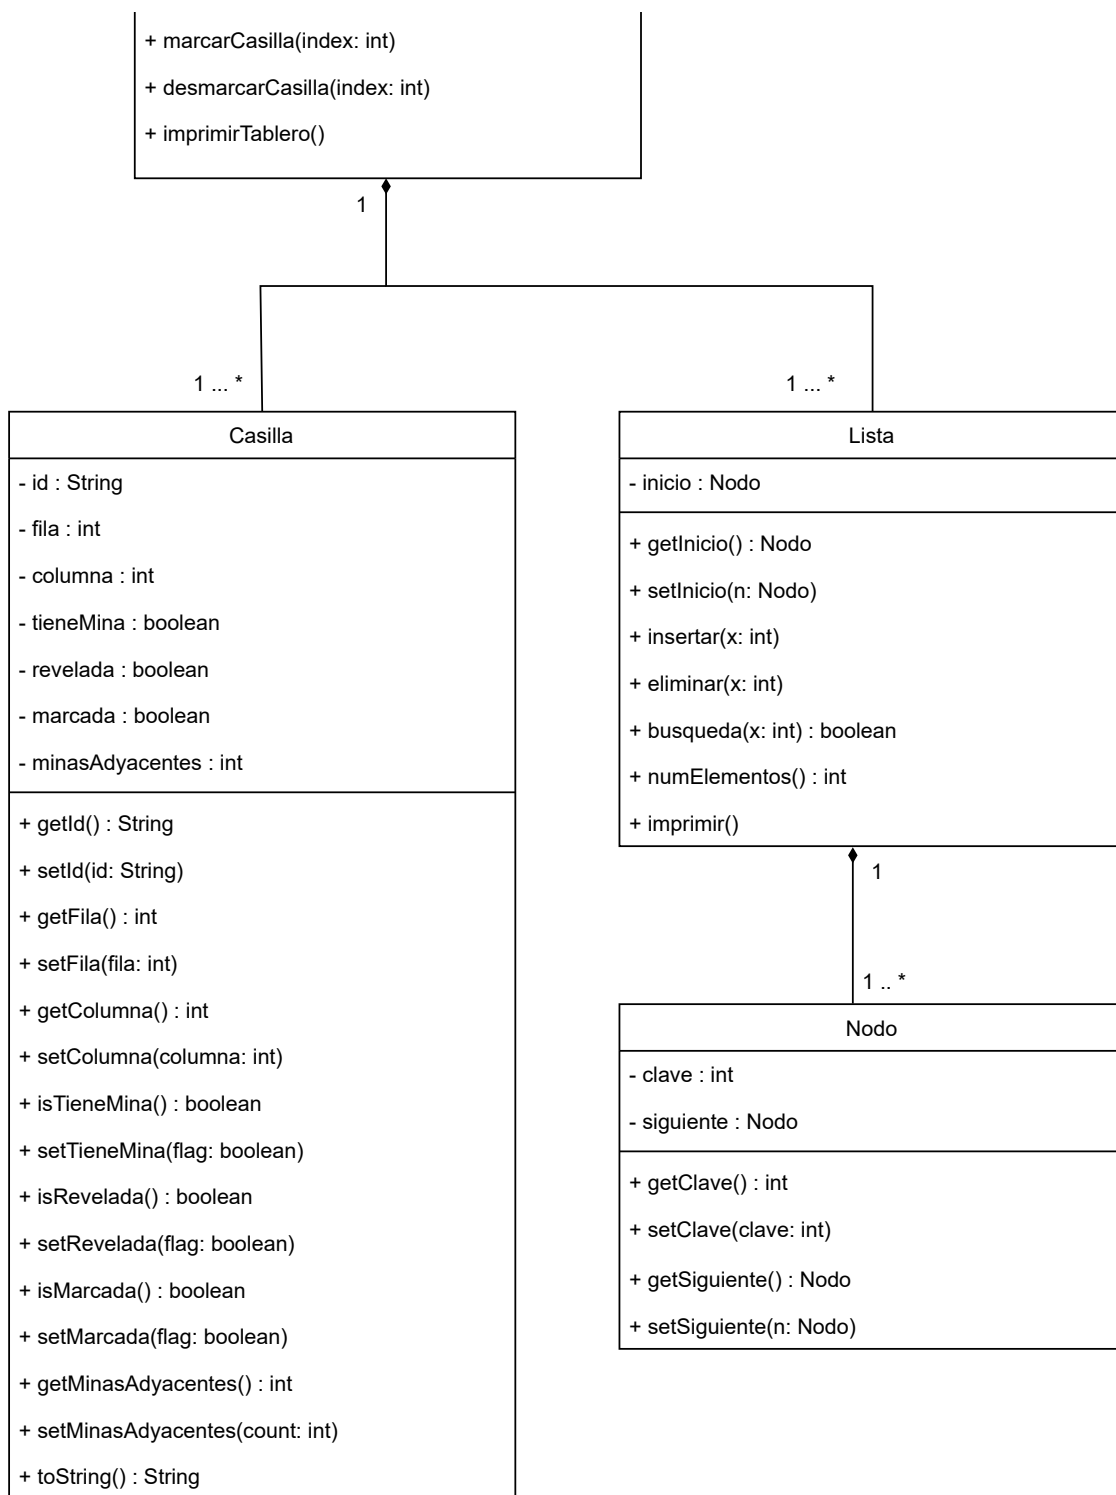 + marcarCasilla(index: int)
+ desmarcarCasilla(index: int)
+ imprimirTablero()
1
1 ... *
1 ... *
Casilla
- id : String
- fila : int
- columna : int
- tieneMina : boolean
- revelada : boolean
- marcada : boolean
- minasAdyacentes : int
+ getId() : String
+ setId(id: String)
+ getFila() : int
+ setFila(fila: int)
+ getColumna() : int
+ setColumna(columna: int)
+ isTieneMina() : boolean
+ setTieneMina(flag: boolean)
+ isRevelada() : boolean
+ setRevelada(flag: boolean)
+ isMarcada() : boolean
+ setMarcada(flag: boolean)
+ getMinasAdyacentes() : int
+ setMinasAdyacentes(count: int)
+ toString() : String
Lista
- inicio : Nodo
+ getInicio() : Nodo
+ setInicio(n: Nodo)
+ insertar(x: int)
+ eliminar(x: int)
+ busqueda(x: int) : boolean
+ numElementos() : int
+ imprimir()
1
1 .. *
Nodo
- clave : int
- siguiente : Nodo
+ getClave() : int
+ setClave(clave: int)
+ getSiguiente() : Nodo
+ setSiguiente(n: Nodo)